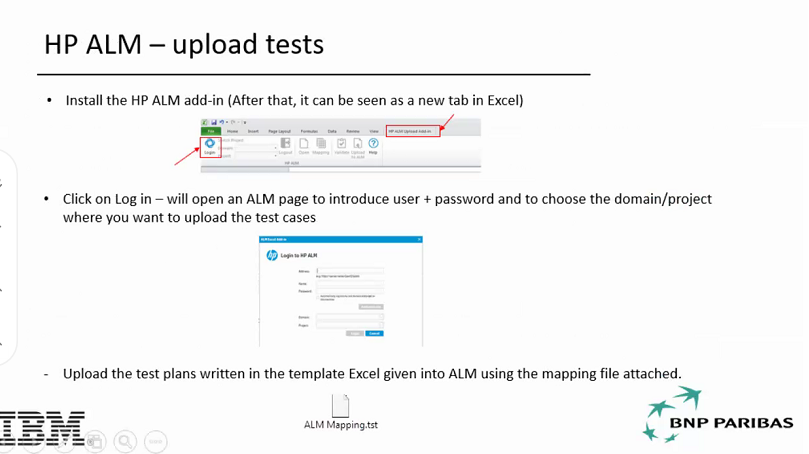 HP ALM – upload tests
• Install the HP ALM add-in (After that, it can be seen as a new tab in Excel)
File Home Insert Page Layout Formulas Data Review View HP ALM Upload Add-in
Login Logout Mapping Validate Upload Help
• Click on Log in – will open an ALM page to introduce user + password and to choose the domain/project
where you want to upload the test cases
ALM Excel Add-in
hp Login to HP ALM
Address
Name
Password
Domain
Project
Login Cancel
- Upload the test plans written in the template Excel given into ALM using the mapping file attached.
ALM Mapping.tst
IBM
BNP PARIBAS